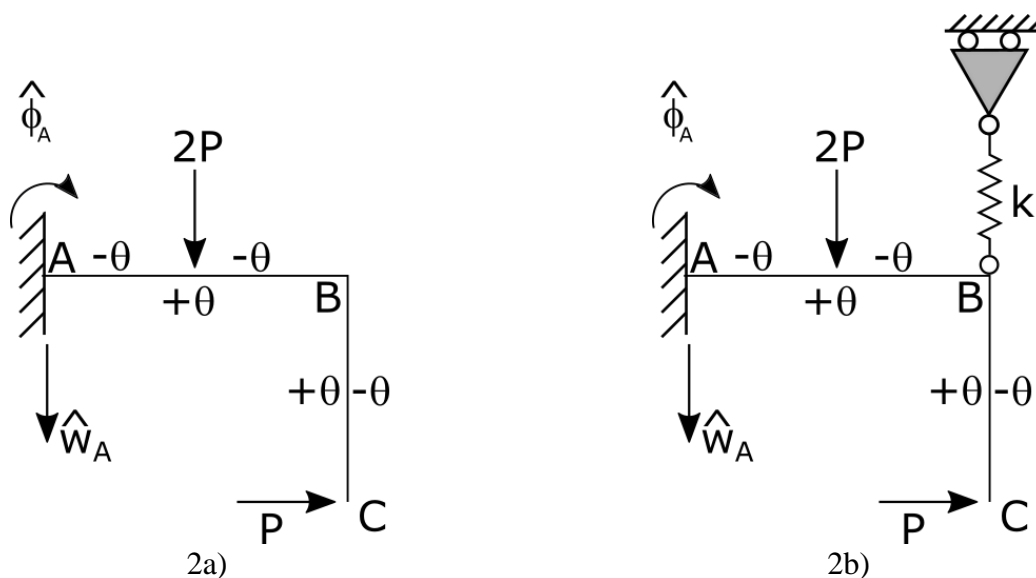 ϕ̂A ϕ̂A
2P 2P
k
A -θ -θ A -θ -θ
+θ B +θ B
+θ -θ +θ -θ
ŵA ŵA
P C P C
2a) 2b)